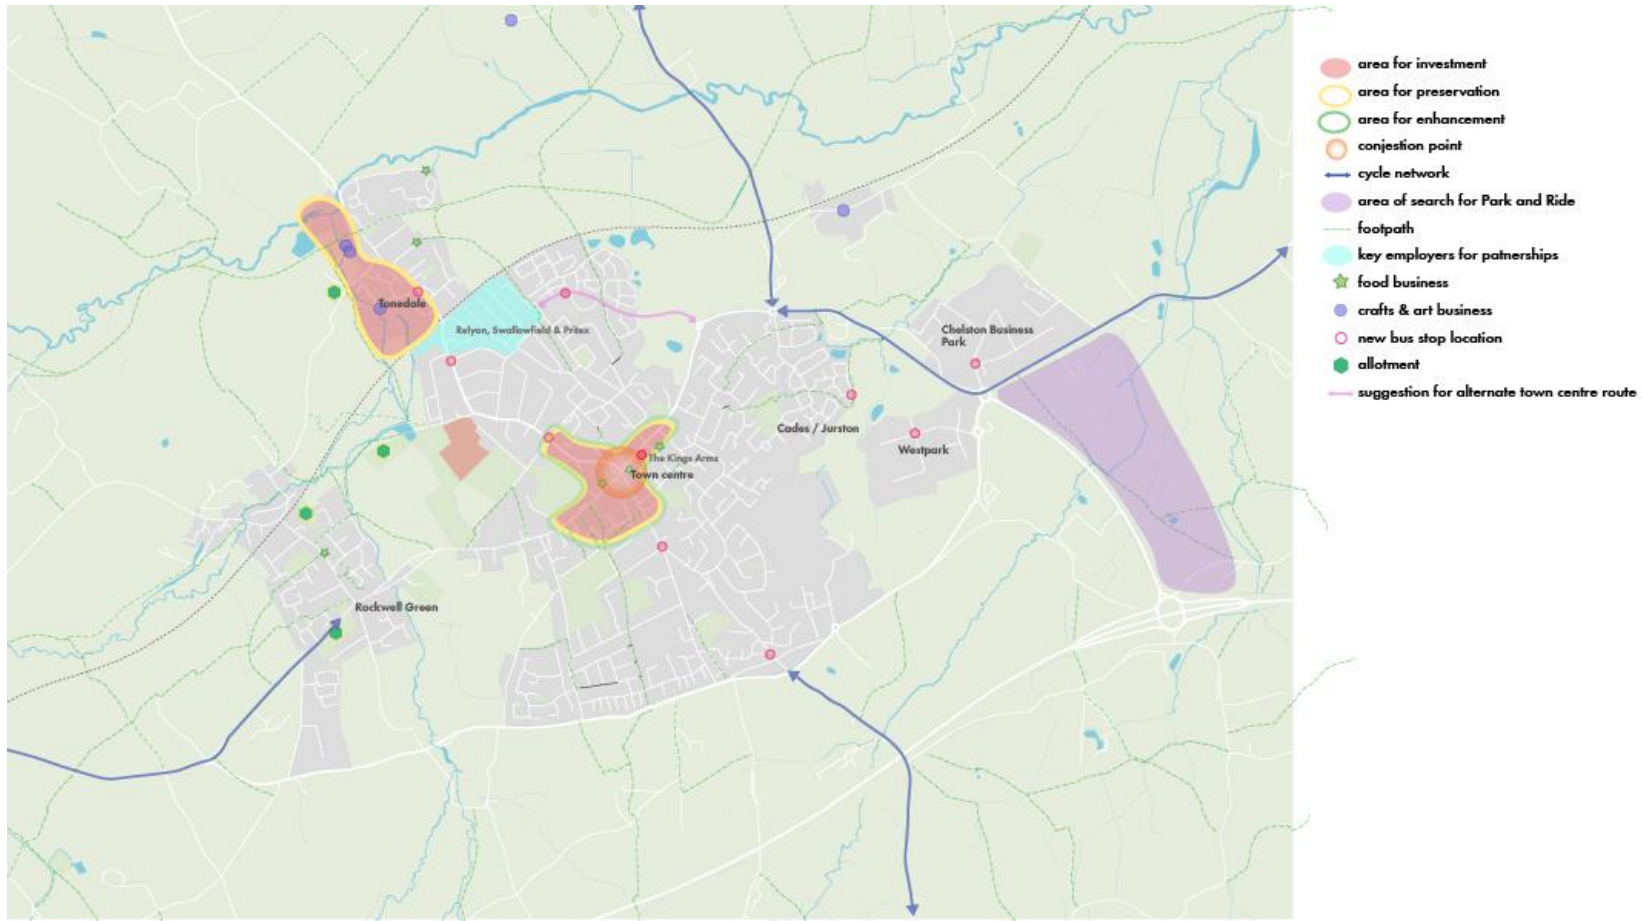 area for investment
area for preservation
area for enhancement
conjestion point
cycle network
area of search for Park and Ride
footpath
key employers for patnerships
food business
crafts & art business
new bus stop location
allotment
suggestion for alternate town centre route
Tonedale
Relyon, Swallowfield & Pritex
Chelston Business
Park
Cades / Jurston
Westpark
The Kings Arms
Town centre
Rockwell Green